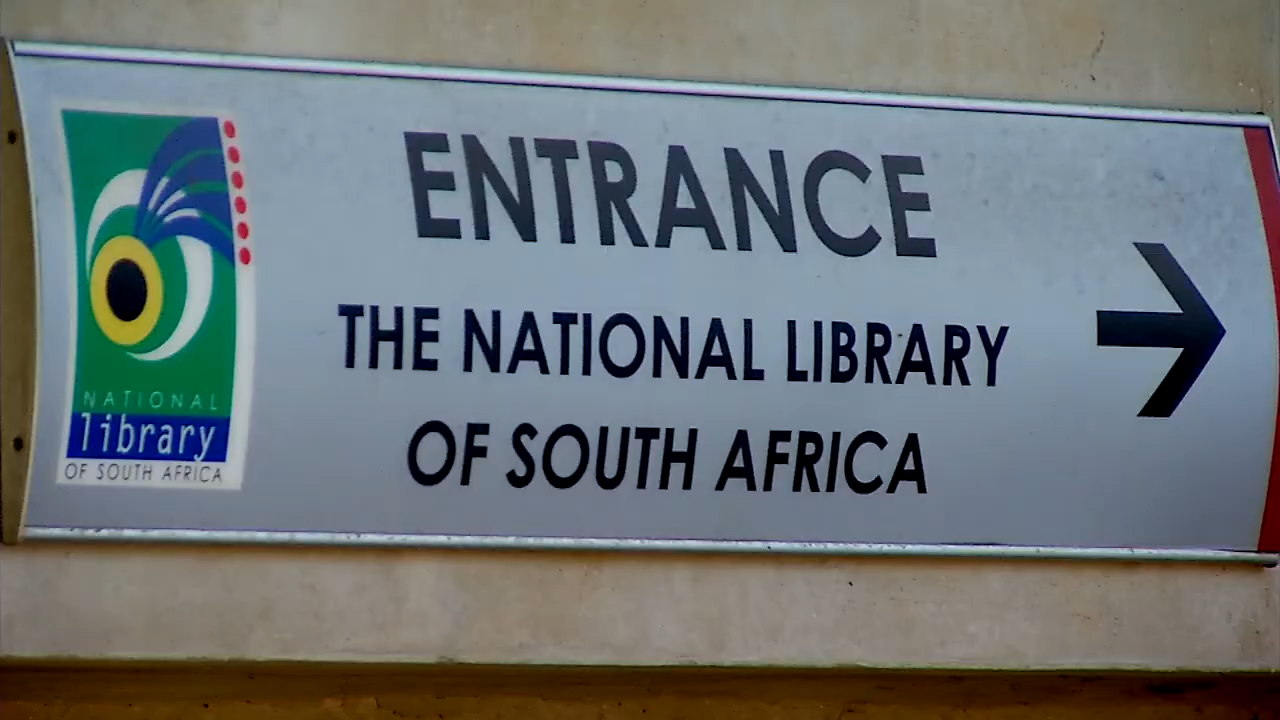 ENTRANCE
THE NATIONAL LIBRARY
OF SOUTH AFRICA
NATIONAL
library
OF SOUTH AFRICA